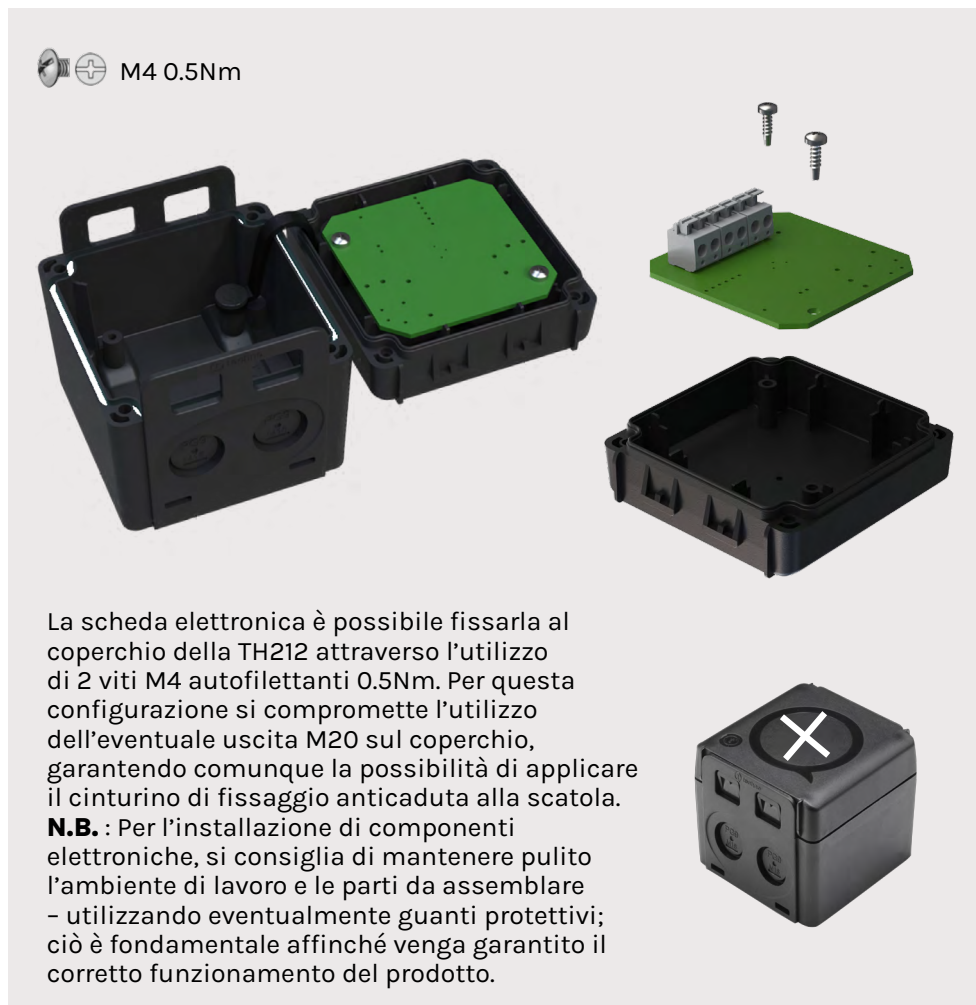 M4 0.5Nm
La scheda elettronica è possibile fissarla al
coperchio della TH212 attraverso l’utilizzo
di 2 viti M4 autofilettanti 0.5Nm. Per questa
configurazione si compromette l’utilizzo
dell’eventuale uscita M20 sul coperchio,
garantendo comunque la possibilità di applicare
il cinturino di fissaggio anticaduta alla scatola.
N.B. : Per l’installazione di componenti
elettroniche, si consiglia di mantenere pulito
l’ambiente di lavoro e le parti da assemblare
– utilizzando eventualmente guanti protettivi;
ciò è fondamentale affinché venga garantito il
corretto funzionamento del prodotto.